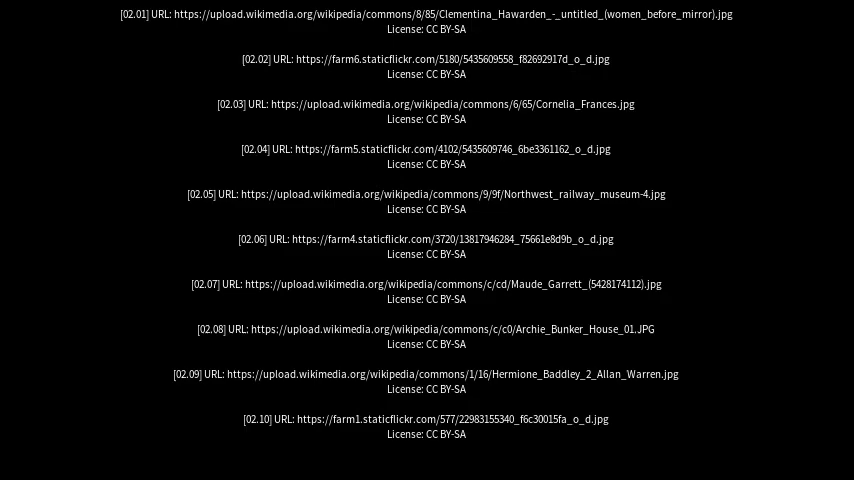 [02.01] URL: https://upload.wikimedia.org/wikipedia/commons/8/85/Clementina_Hawarden_-_untitled_(women_before_mirror).jpg
License: CC BY-SA
[02.02] URL: https://farm6.staticflickr.com/5180/5435609558_f82692917d_o_d.jpg
License: CC BY-SA
[02.03] URL: https://upload.wikimedia.org/wikipedia/commons/6/65/Cornelia_Frances.jpg
License: CC BY-SA
[02.04] URL: https://farm5.staticflickr.com/4102/5435609746_6be3361162_o_d.jpg
License: CC BY-SA
[02.05] URL: https://upload.wikimedia.org/wikipedia/commons/9/9f/Northwest_railway_museum-4.jpg
License: CC BY-SA
[02.06] URL: https://farm4.staticflickr.com/3720/13817946284_75661e8d9b_o_d.jpg
License: CC BY-SA
[02.07] URL: https://upload.wikimedia.org/wikipedia/commons/c/cd/Maude_Garrett_(5428174112).jpg
License: CC BY-SA
[02.08] URL: https://upload.wikimedia.org/wikipedia/commons/c/c0/Archie_Bunker_House_01.JPG
License: CC BY-SA
[02.09] URL: https://upload.wikimedia.org/wikipedia/commons/1/16/Hermione_Baddley_2_Allan_Warren.jpg
License: CC BY-SA
[02.10] URL: https://farm1.staticflickr.com/577/22983155340_f6c30015fa_o_d.jpg
License: CC BY-SA